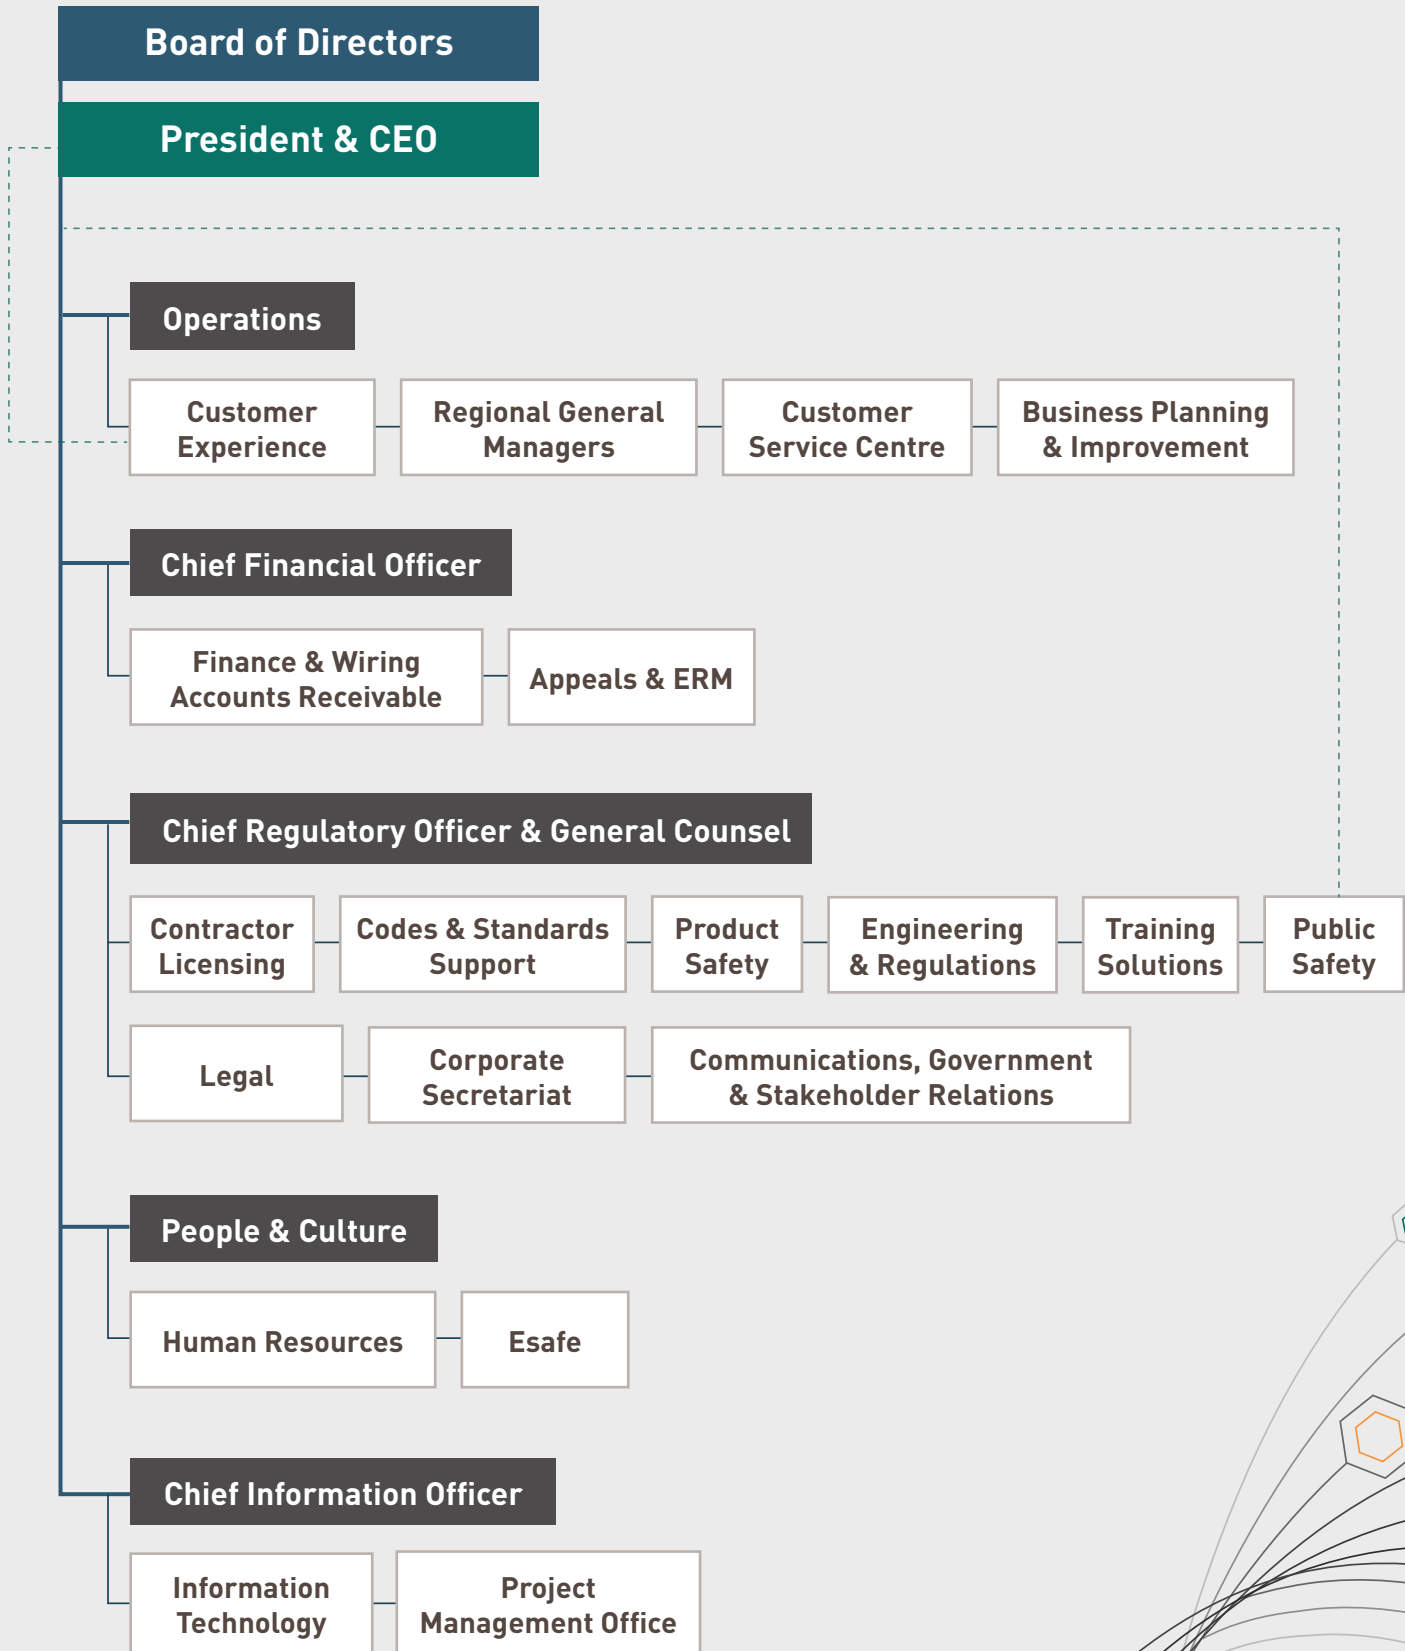 Board of Directors
President & CEO
Operations
Customer
Experience
Regional General
Managers
Customer
Service Centre
Business Planning
& Improvement
Chief Financial Officer
Finance & Wiring
Accounts Receivable
Appeals & ERM
Chief Regulatory Officer & General Counsel
Contractor
Licensing
Codes & Standards
Support
Product
Safety
Engineering
& Regulations
Training
Solutions
Public
Safety
Legal
Corporate
Secretariat
Communications, Government
& Stakeholder Relations
People & Culture
Human Resources
Esafe
Chief Information Officer
Information
Technology
Project
Management Office